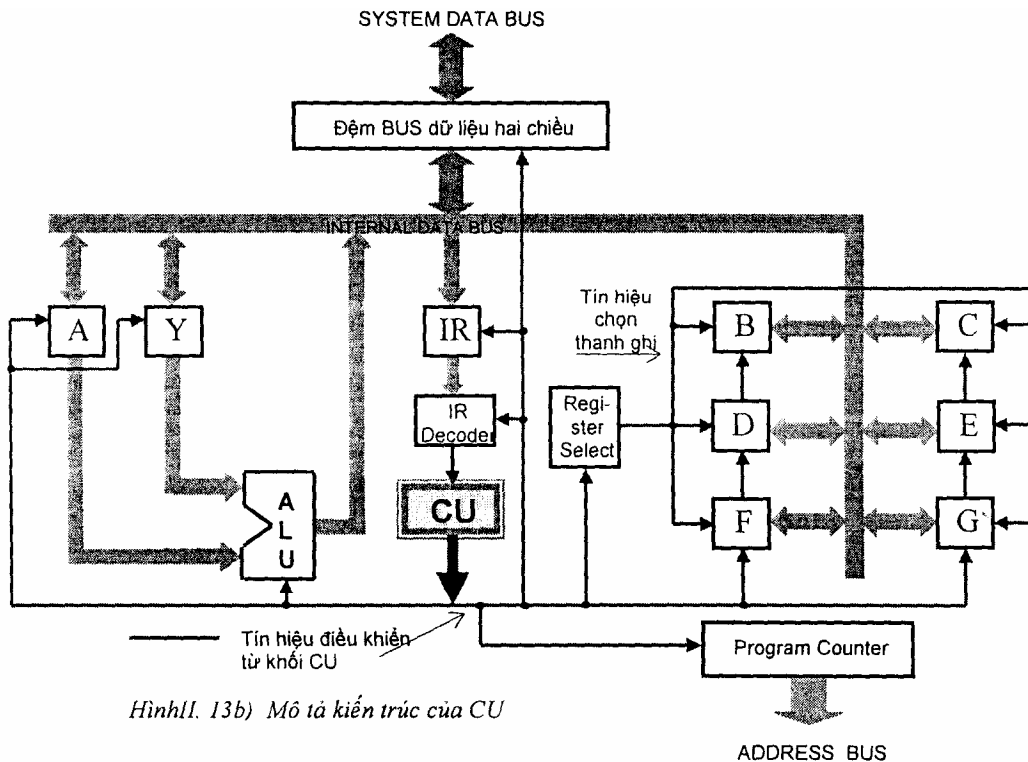 SYSTEM DATA BUS
Đệm BUS dữ liệu hai chiều
INTERNAL DATA BUS
A
Y
IR
IR
Decoder
CU
A
L
U
Tín hiệu
chọn
thanh ghi
Regi-
ster
Select
B
C
D
E
F
G
Tín hiệu điều khiển
từ khối CU
Program Counter
HìnhII. 13b) Mô tả kiến trúc của CU
ADDRESS BUS